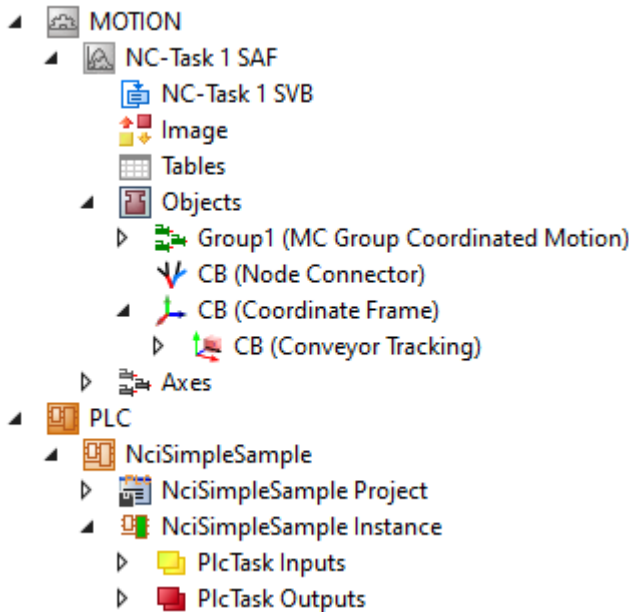 MOTION
NC-Task 1 SAF
NC-Task 1 SVB
Image
Tables
Objects
Group1 (MC Group Coordinated Motion)
CB (Node Connector)
CB (Coordinate Frame)
CB (Conveyor Tracking)
Axes
PLC
NciSimpleSample
NciSimpleSample Project
NciSimpleSample Instance
PlcTask Inputs
PlcTask Outputs